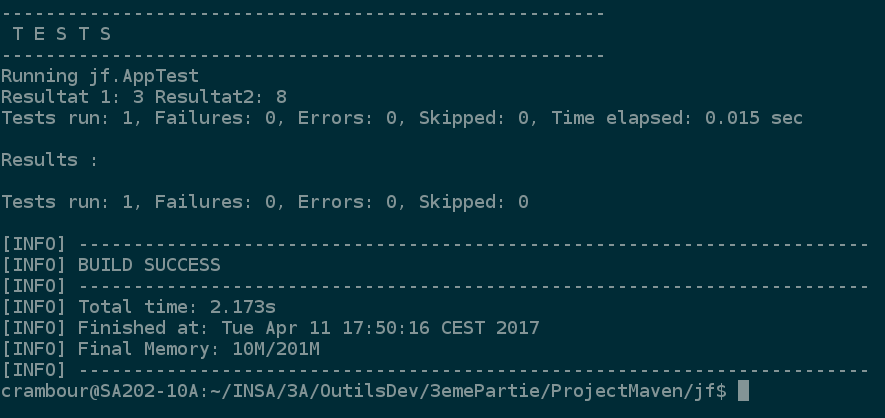 -------------------------------------------------------
 T E S T S
-------------------------------------------------------
Running jf.AppTest
Resultat 1: 3 Resultat2: 8
Tests run: 1, Failures: 0, Errors: 0, Skipped: 0, Time elapsed: 0.015 sec
Results :
Tests run: 1, Failures: 0, Errors: 0, Skipped: 0
[INFO] ------------------------------------------------------------------------
[INFO] BUILD SUCCESS
[INFO] ------------------------------------------------------------------------
[INFO] Total time: 2.173s
[INFO] Finished at: Tue Apr 11 17:50:16 CEST 2017
[INFO] Final Memory: 10M/201M
[INFO] ------------------------------------------------------------------------
crambour@SA202-10A:~/INSA/3A/OutilsDev/3emePartie/ProjectMaven/jf$